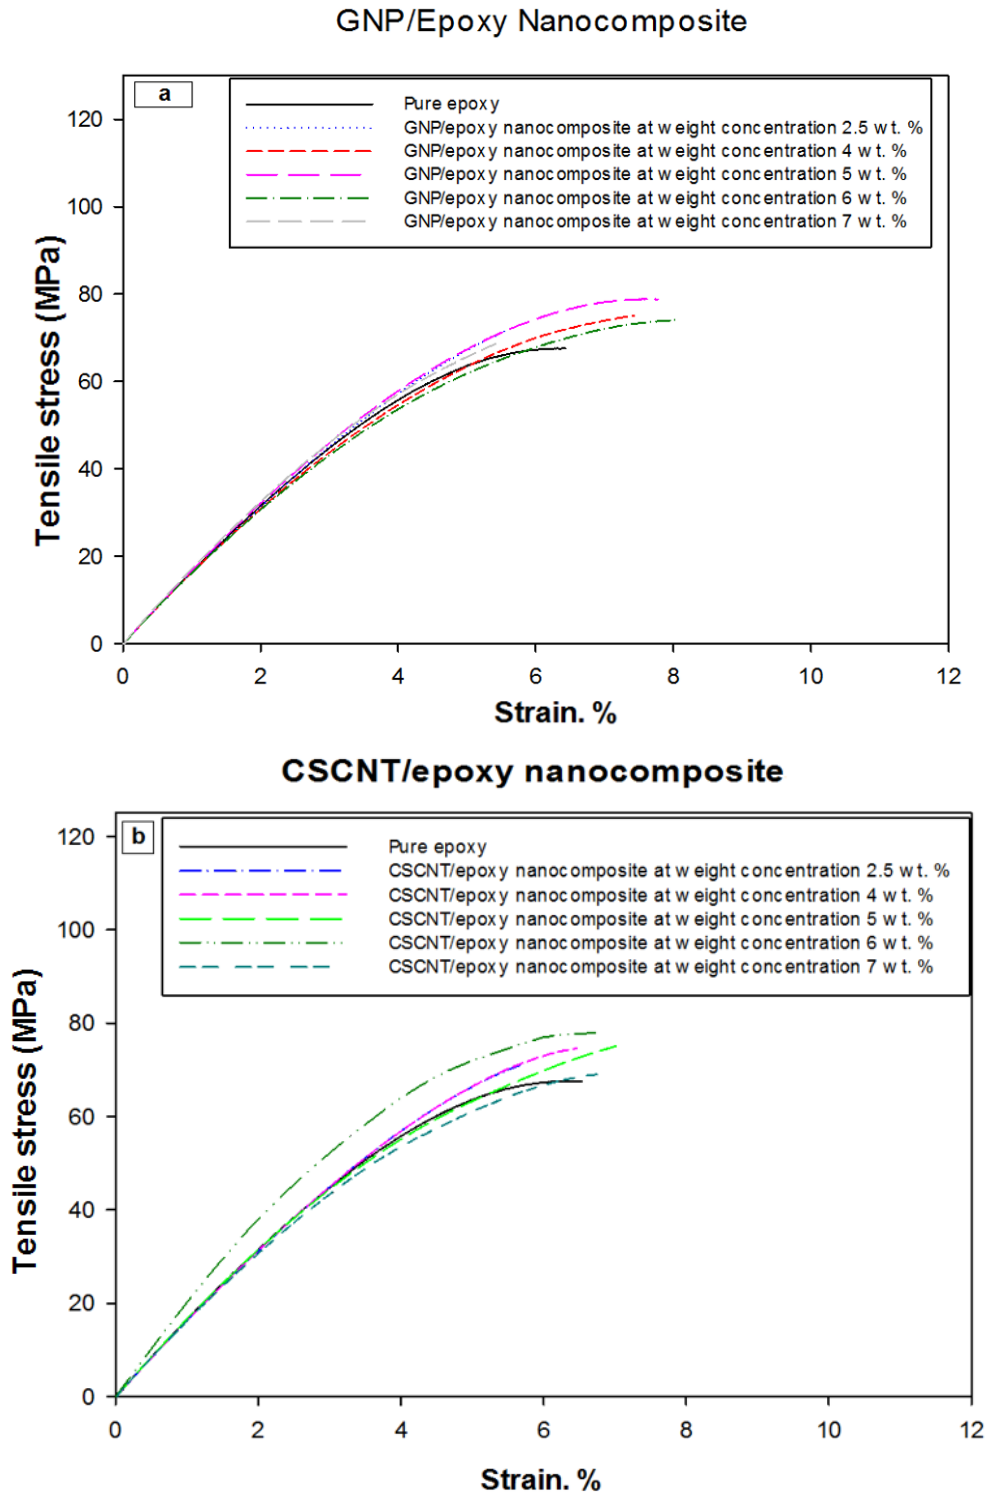 GNP/Epoxy Nanocomposite
a
Pure epoxy
GNP/epoxy nanocomposite at weight concentration 2.5 wt. %
GNP/epoxy nanocomposite at weight concentration 4 wt. %
GNP/epoxy nanocomposite at weight concentration 5 wt. %
GNP/epoxy nanocomposite at weight concentration 6 wt. %
GNP/epoxy nanocomposite at weight concentration 7 wt. %
Tensile stress (MPa)
120
100
80
60
40
20
0
0 2 4 6 8 10 12
Strain. %
CSCNT/epoxy nanocomposite
b
Pure epoxy
CSCNT/epoxy nanocomposite at weight concentration 2.5 wt. %
CSCNT/epoxy nanocomposite at weight concentration 4 wt. %
CSCNT/epoxy nanocomposite at weight concentration 5 wt. %
CSCNT/epoxy nanocomposite at weight concentration 6 wt. %
CSCNT/epoxy nanocomposite at weight concentration 7 wt. %
Tensile stress (MPa)
120
100
80
60
40
20
0
0 2 4 6 8 10 12
Strain. %